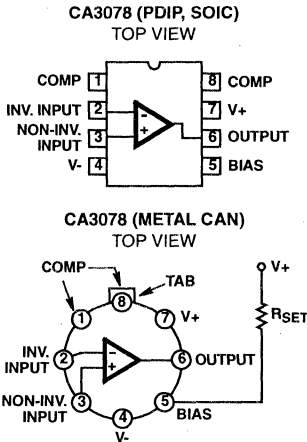 CA3078 (PDIP, SOIC)
TOP VIEW
COMP 1
8 COMP
INV. INPUT 2
7 V+
NON-INV.
INPUT 3
6 OUTPUT
V- 4
5 BIAS
-
+
CA3078 (METAL CAN)
TOP VIEW
COMP
TAB
V+
8
1
7 V+
RSET
INV.
INPUT
2
-
+
6 OUTPUT
NON-INV.
INPUT
3
5
BIAS
4
V-